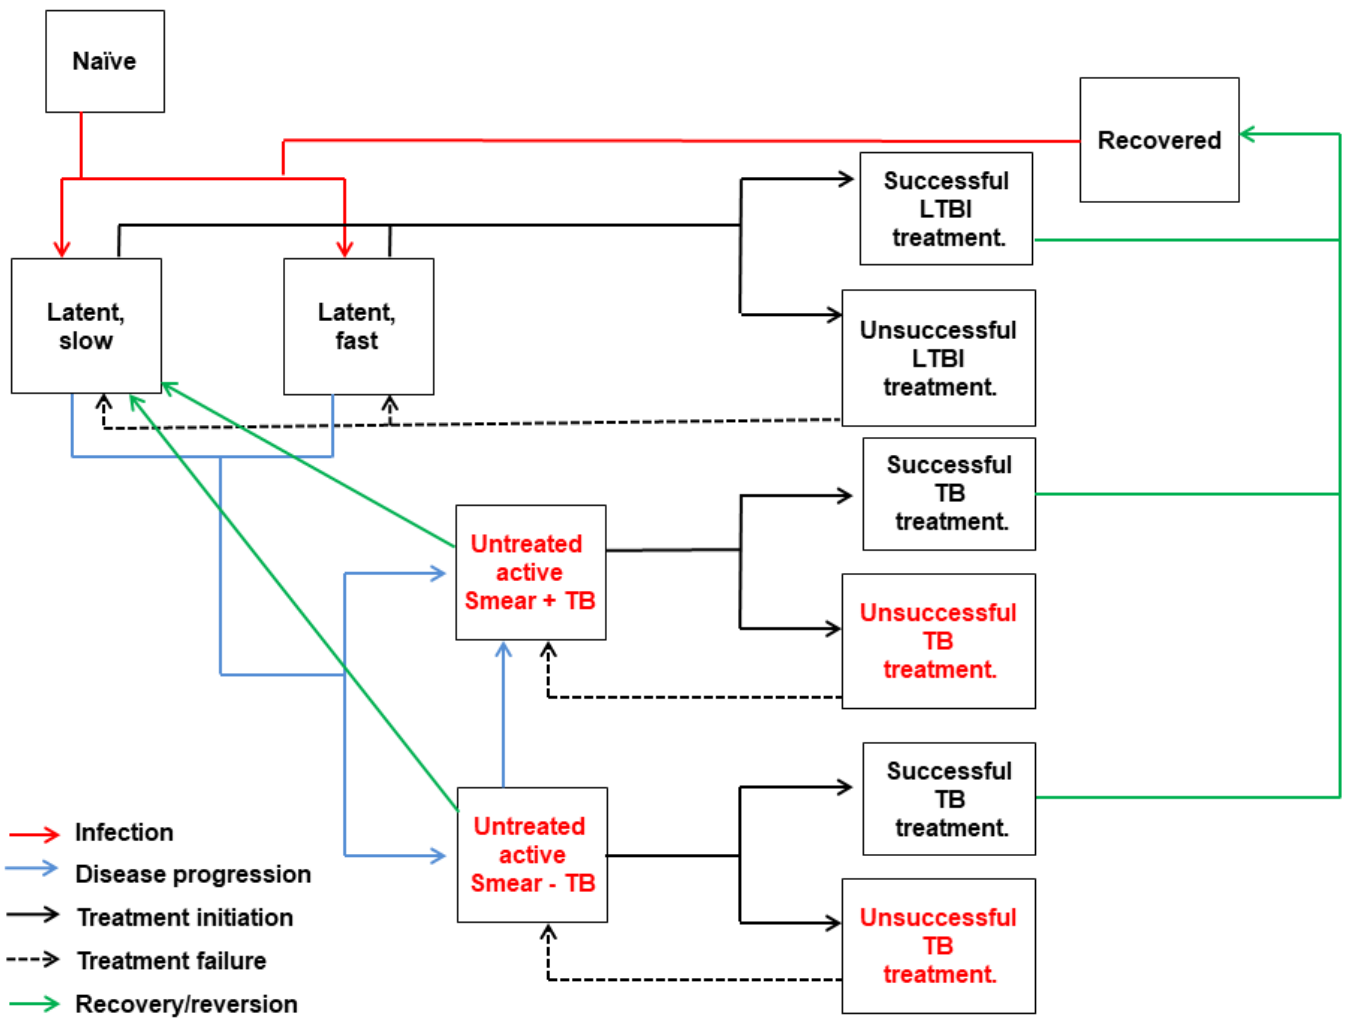 Naïve
Recovered
Successful
LTBI
treatment.
Latent,
slow
Latent,
fast
Unsuccessful
LTBI
treatment.
Successful
TB
treatment.
Untreated
active
Smear + TB
Unsuccessful
TB
treatment.
Successful
TB
treatment.
Untreated
active
Smear - TB
Unsuccessful
TB
treatment.
Infection
Disease progression
Treatment initiation
Treatment failure
Recovery/reversion